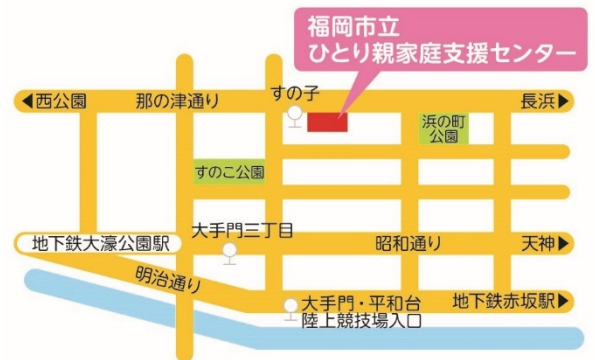 福岡市立
ひとり親家庭支援センター
◀西公園
那の津通り
すの子
長浜▶
浜の町
公園
すのこ公園
大手門三丁目
地下鉄大濠公園駅
昭和通り
天神▶
明治通り
大手門・平和台
陸上競技場入口
地下鉄赤坂駅▶